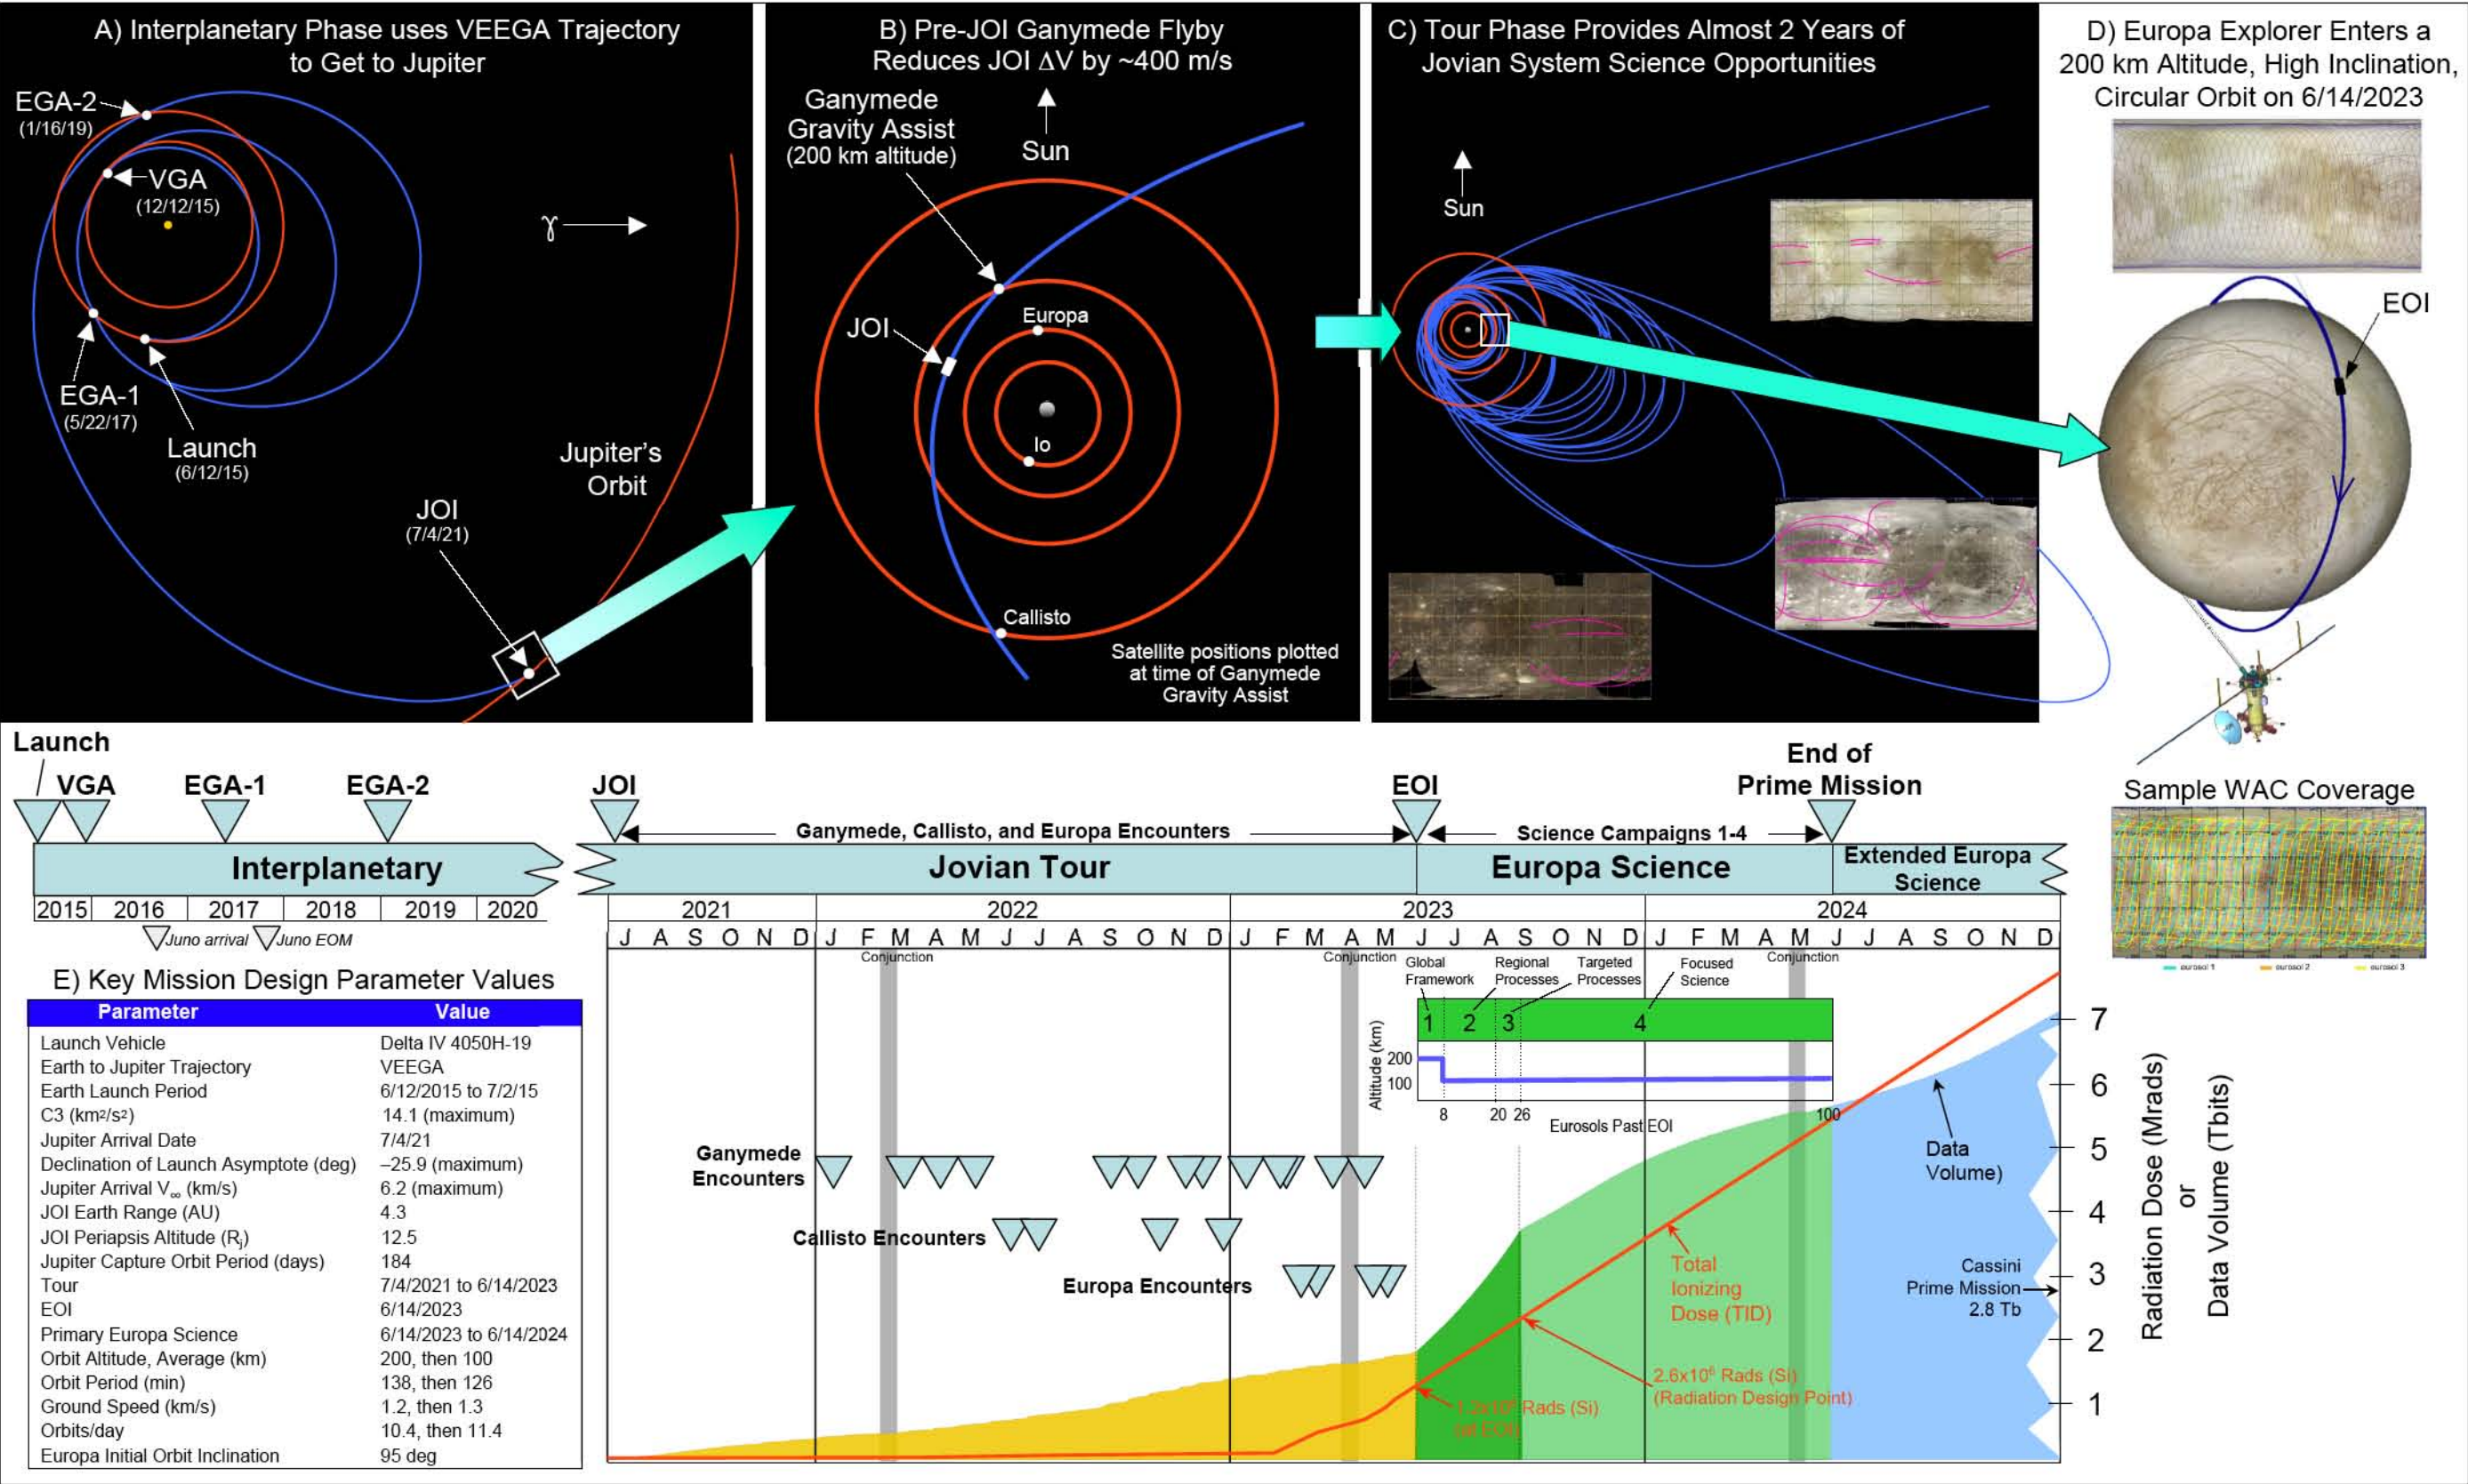 A) Interplanetary Phase uses VEEGA Trajectory
to Get to Jupiter
EGA-2
(1/16/19)
VGA
(12/12/15)
ɣ
EGA-1
(5/22/17)
Launch
(6/12/15)
Jupiter’s
Orbit
JOI
(7/4/21)
B) Pre-JOI Ganymede Flyby
Reduces JOI ΔV by ~400 m/s
Ganymede
Gravity Assist
(200 km altitude)
Sun
JOI
Europa
Io
Callisto
Satellite positions plotted
at time of Ganymede
Gravity Assist
C) Tour Phase Provides Almost 2 Years of
Jovian System Science Opportunities
Sun
D) Europa Explorer Enters a
200 km Altitude, High Inclination,
Circular Orbit on 6/14/2023
EOI
Sample WAC Coverage
eurosol 1 eurosol 2 eurosol 3
Launch
VGA EGA-1 EGA-2 JOI EOI
End of
Prime Mission
Ganymede, Callisto, and Europa Encounters
Science Campaigns 1-4
Interplanetary
Jovian Tour
Europa Science
Extended Europa
Science
2015 2016 2017 2018 2019 2020
Juno arrival Juno EOM
2021 2022 2023 2024
J A S O N D J F M A M J J A S O N D J F M A M J J A S O N D J F M A M J J A S O N D
Conjunction Conjunction Conjunction
Global
Framework
Regional
Processes
Targeted
Processes
Focused
Science
1 2 3 4
Altitude (km)
200
100
8 20 26 100
Eurosols Past EOI
Ganymede
Encounters
Callisto Encounters
Europa Encounters
Data
Volume)
Total
Ionizing
Dose (TID)
Cassini
Prime Mission
2.8 Tb
2.6x10⁶ Rads (Si)
(Radiation Design Point)
Rads (Si)
(at EOI)
7
6
5
4
3
2
1
Radiation Dose (Mrads)
or
Data Volume (Tbits)
E) Key Mission Design Parameter Values
Parameter Value
Launch Vehicle Delta IV 4050H-19
Earth to Jupiter Trajectory VEEGA
Earth Launch Period 6/12/2015 to 7/2/15
C3 (km²/s²) 14.1 (maximum)
Jupiter Arrival Date 7/4/21
Declination of Launch Asymptote (deg) –25.9 (maximum)
Jupiter Arrival V∞ (km/s) 6.2 (maximum)
JOI Earth Range (AU) 4.3
JOI Periapsis Altitude (Rj) 12.5
Jupiter Capture Orbit Period (days) 184
Tour 7/4/2021 to 6/14/2023
EOI 6/14/2023
Primary Europa Science 6/14/2023 to 6/14/2024
Orbit Altitude, Average (km) 200, then 100
Orbit Period (min) 138, then 126
Ground Speed (km/s) 1.2, then 1.3
Orbits/day 10.4, then 11.4
Europa Initial Orbit Inclination 95 deg